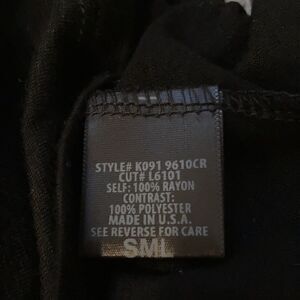 STYLE# K091 9610CR
CUT# L6101
SELF: 100% RAYON
CONTRAST:
100% POLYESTER
MADE IN U.S.A.
SEE REVERSE FOR CARE
SML